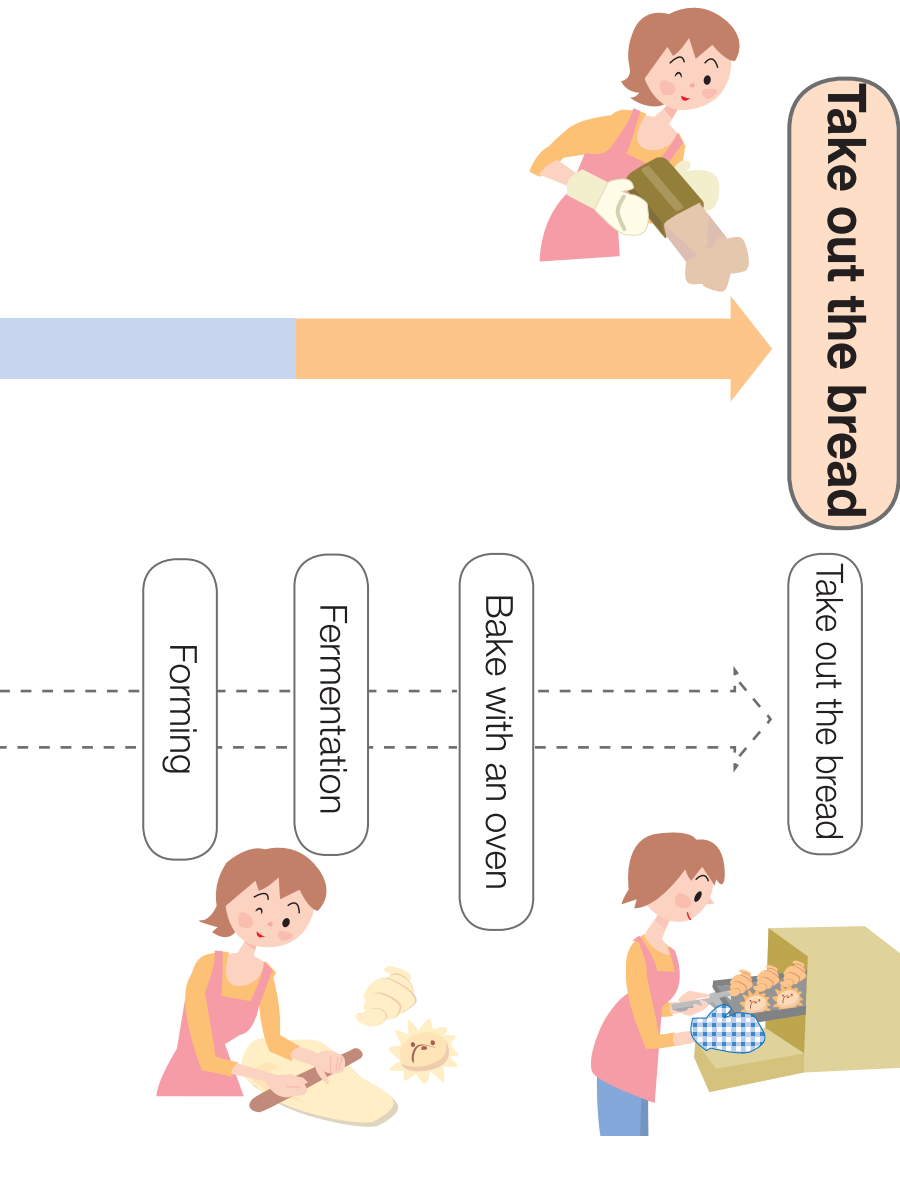 Take out the bread
Forming
Fermentation
Bake with an oven
Take out the bread